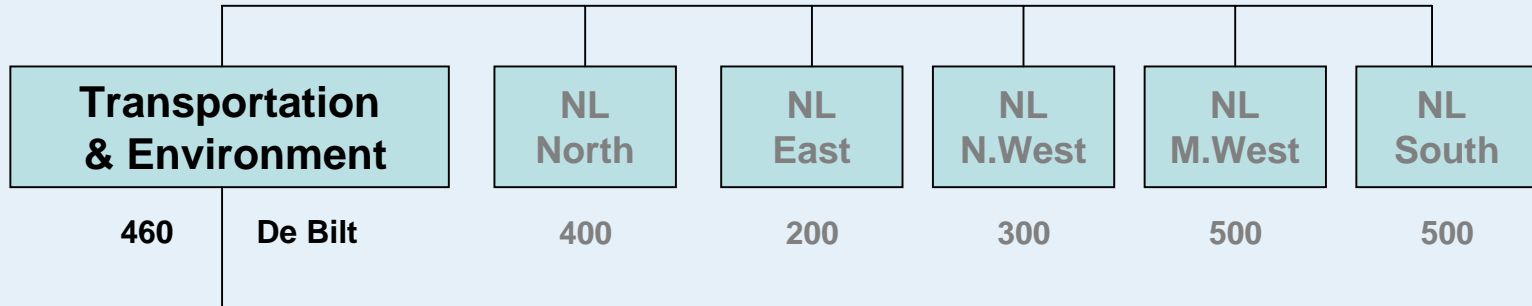 Transportation
& Environment
NL
North
NL
East
NL
N.West
NL
M.West
NL
South
460 De Bilt 400 200 300 500 500